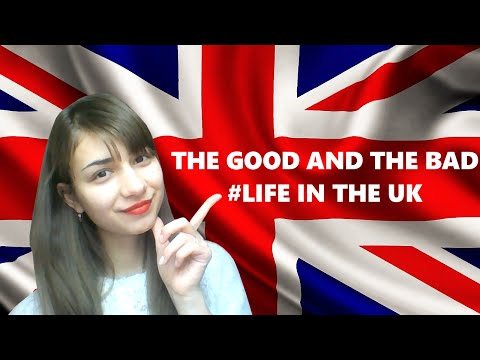 THE GOOD AND THE BAD
#LIFE IN THE UK